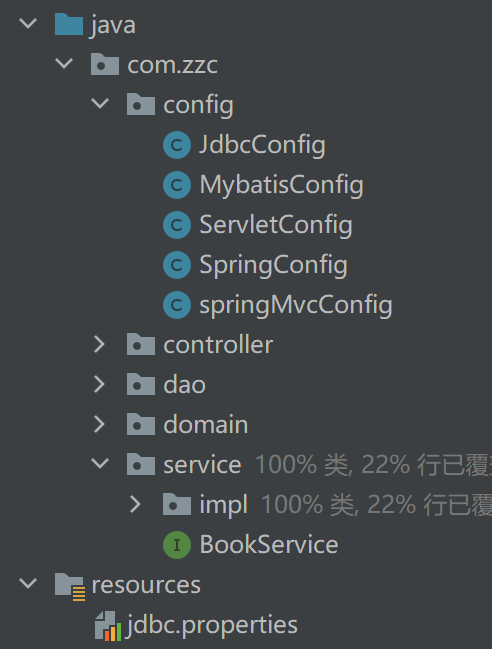 java
com.zzc
config
JdbcConfig
MybatisConfig
ServletConfig
SpringConfig
springMvcConfig
controller
dao
domain
service 100% 类, 22% 行已覆
impl 100% 类, 22% 行已覆
BookService
resources
jdbc.properties